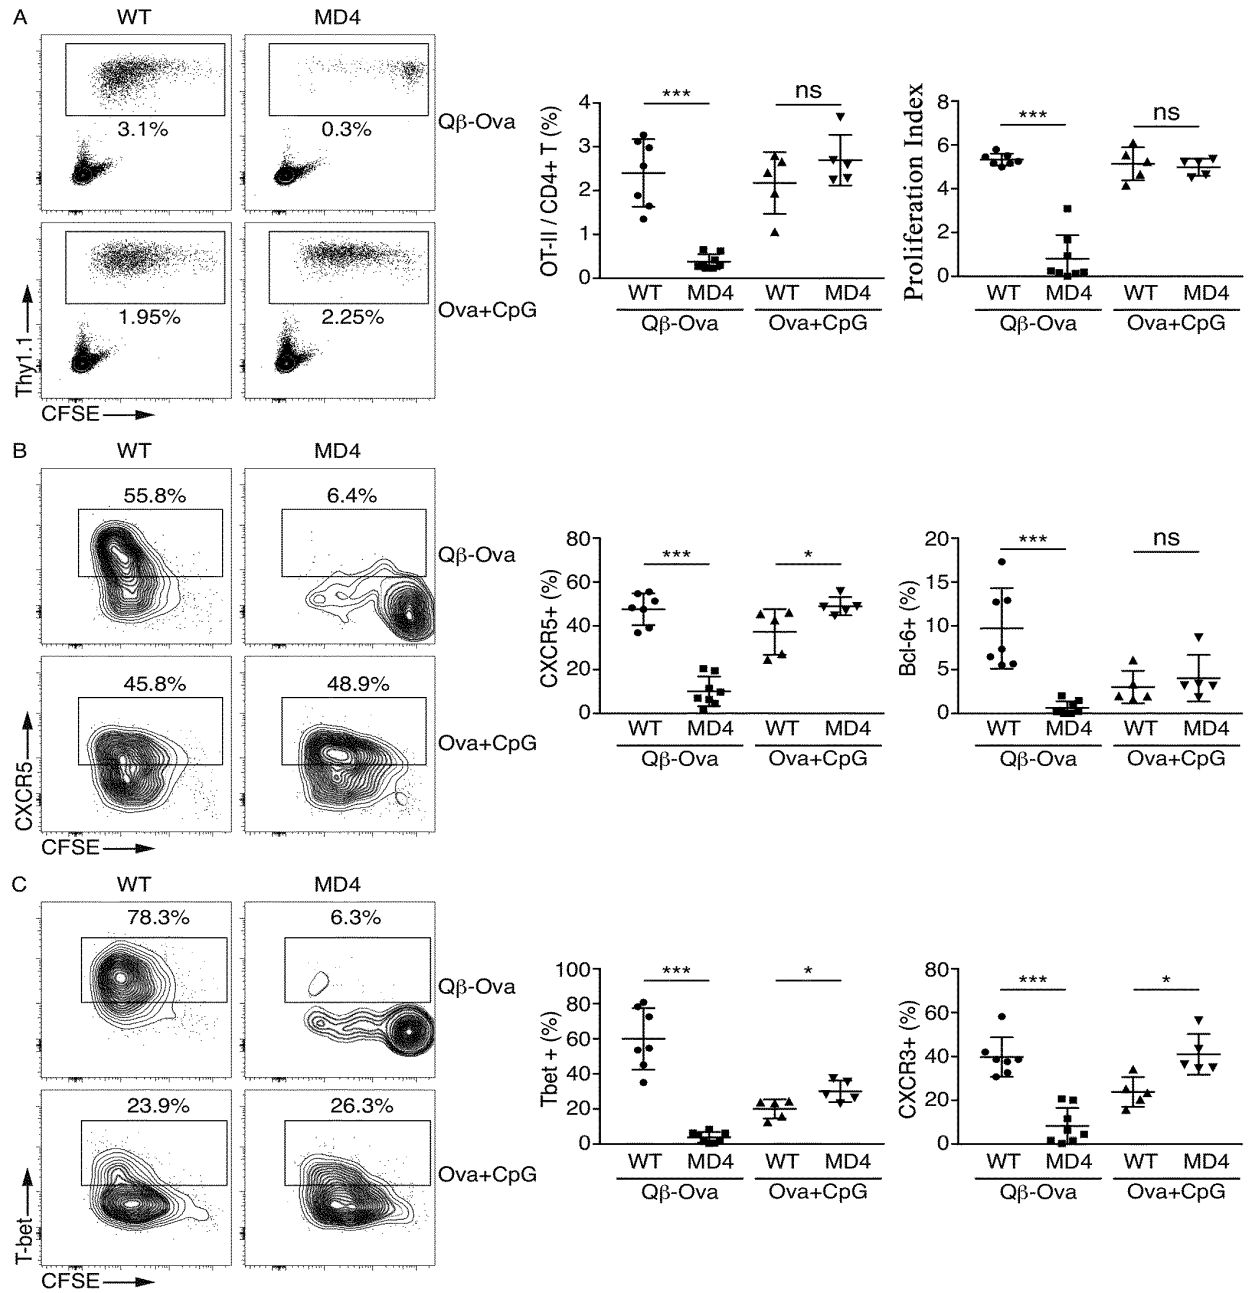 A
WT MD4
3.1% 0.3%
Qβ-Ova
1.95% 2.25%
Ova+CpG
Thy1.1
CFSE
OT-II / CD4+ T (%)
4
3
2
1
0
*** ns
WT MD4 WT MD4
Qβ-Ova Ova+CpG
Proliferation Index
8
6
4
2
0
*** ns
WT MD4 WT MD4
Qβ-Ova Ova+CpG
B
WT MD4
55.8% 6.4%
Qβ-Ova
45.8% 48.9%
Ova+CpG
CXCR5
CFSE
CXCR5+ (%)
80
60
40
20
0
*** *
WT MD4 WT MD4
Qβ-Ova Ova+CpG
Bcl-6+ (%)
20
15
10
5
0
*** ns
WT MD4 WT MD4
Qβ-Ova Ova+CpG
C
WT MD4
78.3% 6.3%
Qβ-Ova
23.9% 26.3%
Ova+CpG
T-bet
CFSE
Tbet + (%)
100
80
60
40
20
0
*** *
WT MD4 WT MD4
Qβ-Ova Ova+CpG
CXCR3+ (%)
80
60
40
20
0
*** *
WT MD4 WT MD4
Qβ-Ova Ova+CpG